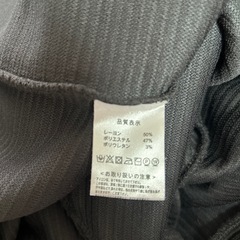 品質表示
レーヨン 50%
ポリエステル 47%
ポリウレタン 3%
<お取り扱いの注意>